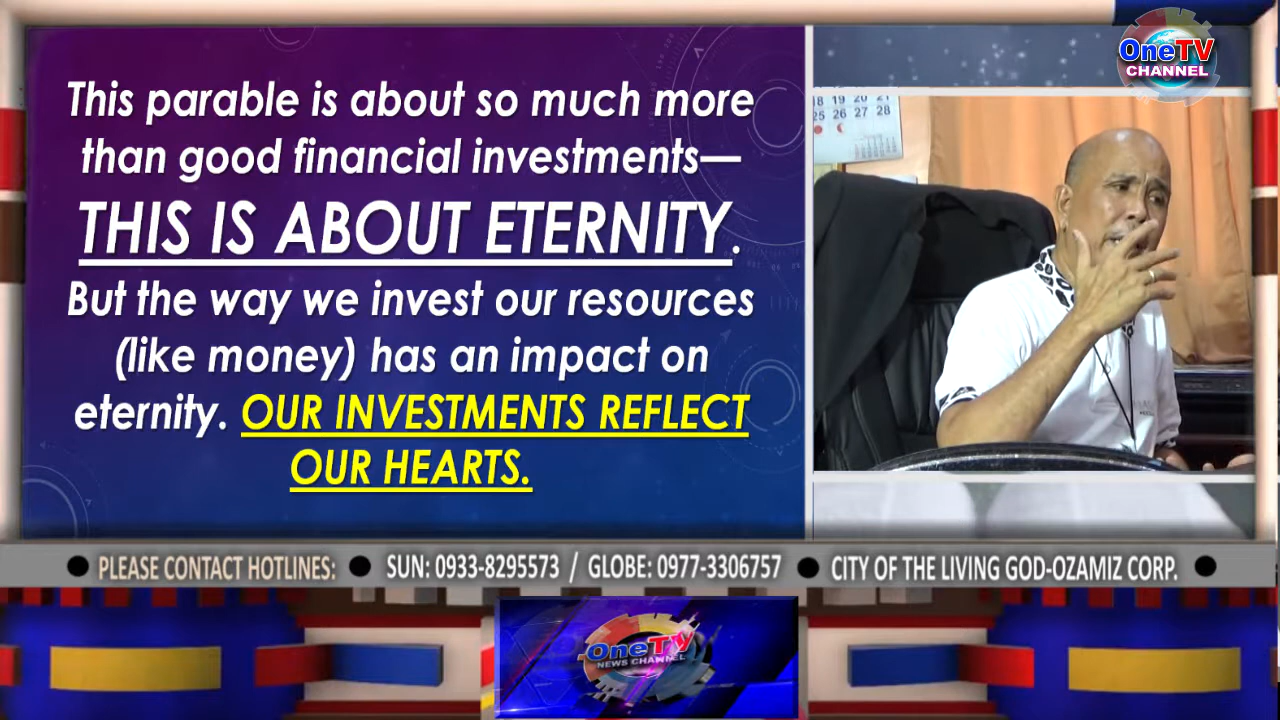 This parable is about so much more
than good financial investments—
THIS IS ABOUT ETERNITY.
But the way we invest our resources
(like money) has an impact on
eternity. OUR INVESTMENTS REFLECT
OUR HEARTS.
OneTV
CHANNEL
18 19 20 21
25 26 27 28
PLEASE CONTACT HOTLINES: ● SUN: 0933-8295573 / GLOBE: 0977-3306757 ● CITY OF THE LIVING GOD-OZAMIZ CORP.
OneTV
NEWS CHANNEL